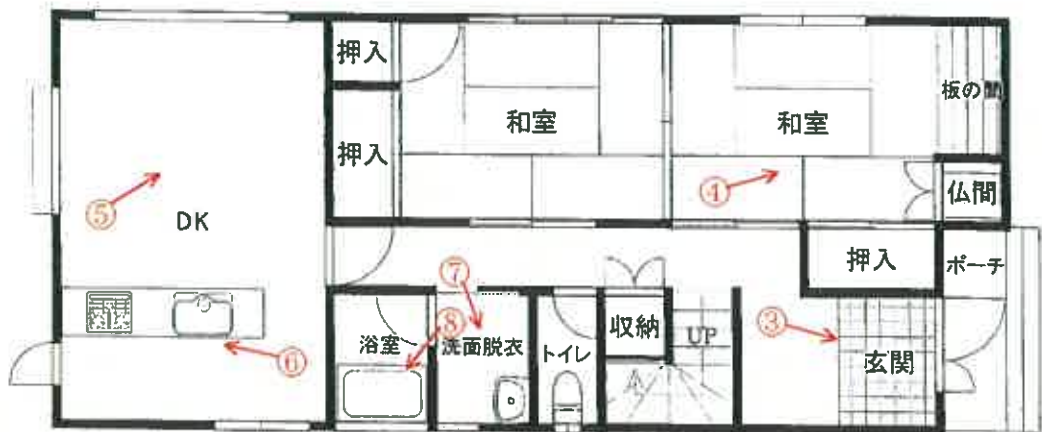 押入
押入
和室
和室
板の間
④
仏間
⑤
DK
⑦
押入
ポーチ
⑥
浴室
⑧
洗面脱衣
トイレ
収納
UP
③
玄関